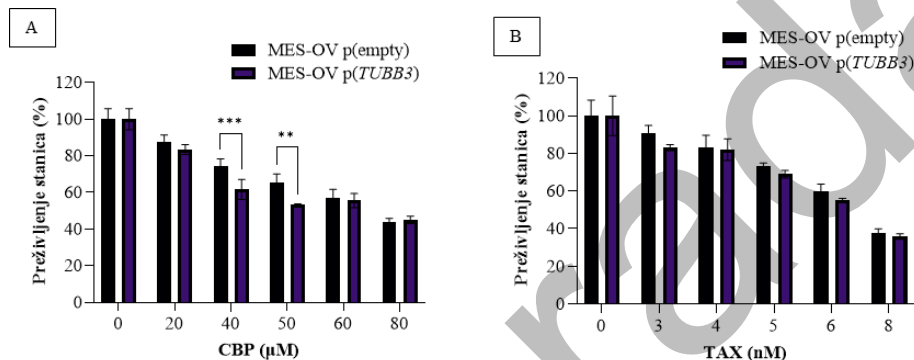 A
MES-OV p(empty)
MES-OV p(TUBB3)
Preživljenje stanica (%)
120
100
80
60
40
20
0
***
**
0 20 40 50 60 80
CBP (µM)
B
MES-OV p(empty)
MES-OV p(TUBB3)
Preživljenje stanica (%)
120
100
80
60
40
20
0
0 3 4 5 6 8
TAX (nM)